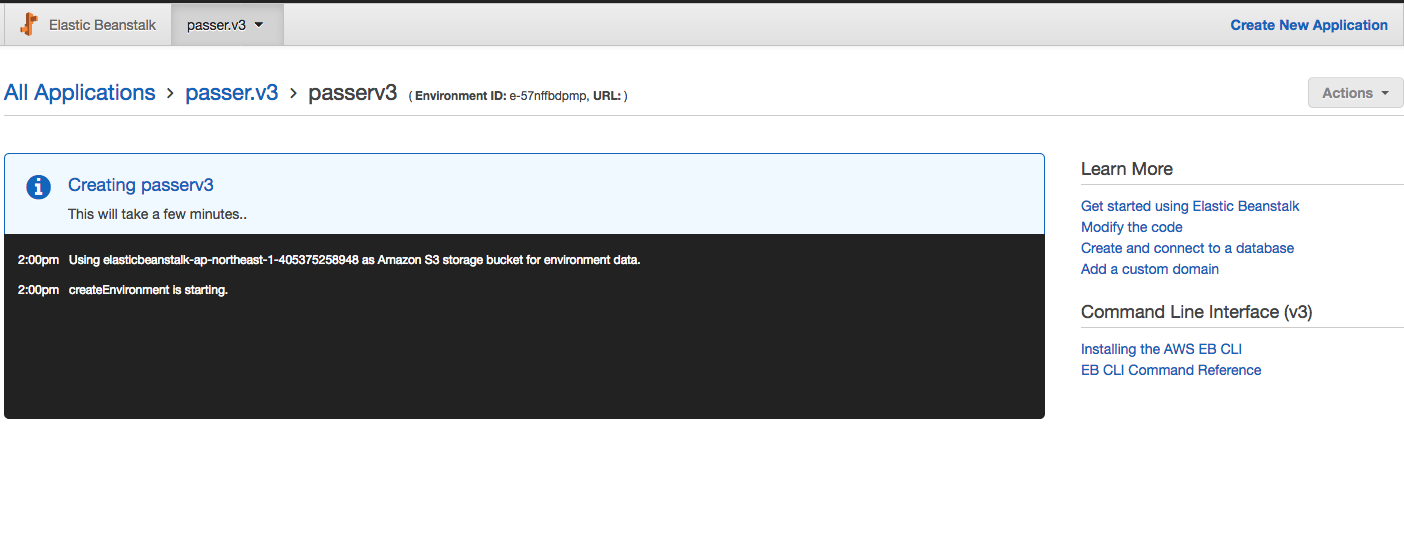 Elastic Beanstalk passer.v3 Create New Application
All Applications > passer.v3 > passerv3 ( Environment ID: e-57nffbdpmp, URL: ) Actions
Creating passerv3
This will take a few minutes..
2:00pm Using elasticbeanstalk-ap-northeast-1-405375258948 as Amazon S3 storage bucket for environment data.
2:00pm createEnvironment is starting.
Learn More
Get started using Elastic Beanstalk
Modify the code
Create and connect to a database
Add a custom domain
Command Line Interface (v3)
Installing the AWS EB CLI
EB CLI Command Reference